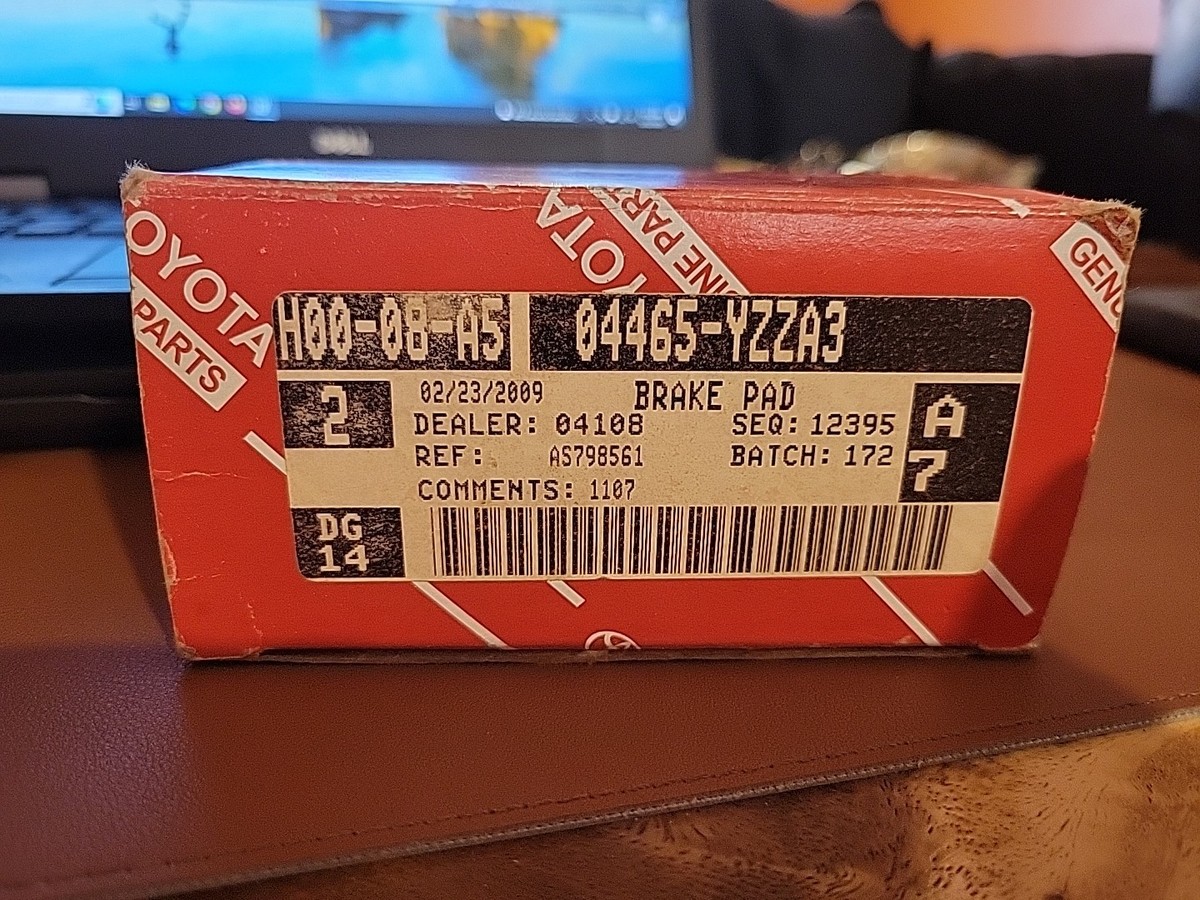 DELL
TOYOTA
PARTS
TOYOTA
GENUINE PARTS
GENU
H00-08-A5 04465-YZZA3
2 02/23/2009 BRAKE PAD A
DEALER: 04108 SEQ: 12395
REF: AS798561 BATCH: 172 7
COMMENTS: 1107
DG
14